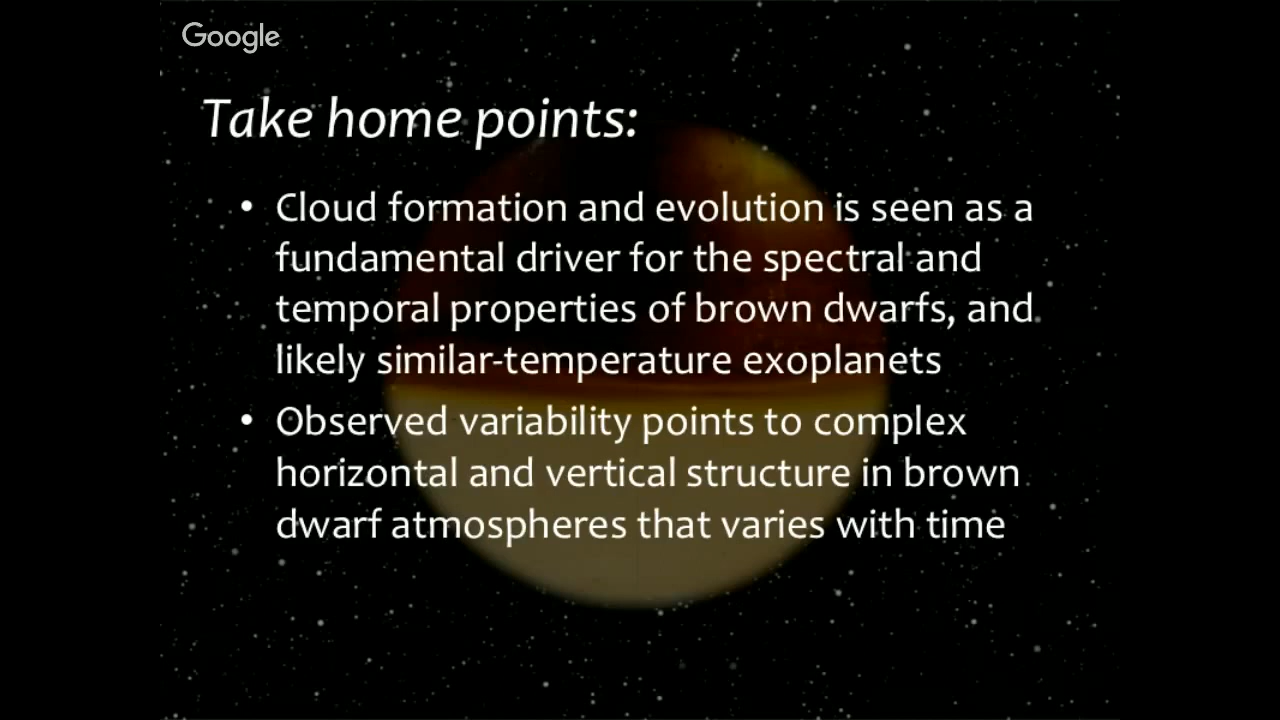 Google
Take home points:
• Cloud formation and evolution is seen as a
fundamental driver for the spectral and
temporal properties of brown dwarfs, and
likely similar-temperature exoplanets
• Observed variability points to complex
horizontal and vertical structure in brown
dwarf atmospheres that varies with time